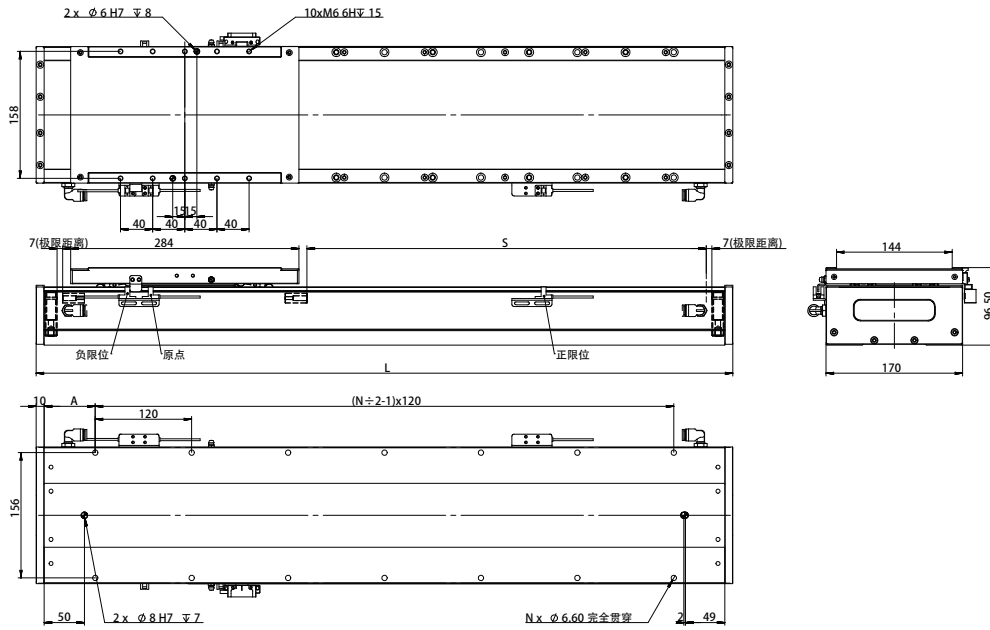 2 x ϕ 6 H7 ↧ 8
10xM6 6H↧ 15
158
15 15
40 40 40 40
7(极限距离) 284 S 7(极限距离)
144
96.50
负限位 原点 正限位
L
170
10 A (N÷2-1)x120
120
156
50 2 x ϕ 8 H7 ↧ 7 N x ϕ 6.60 完全贯穿 2 49